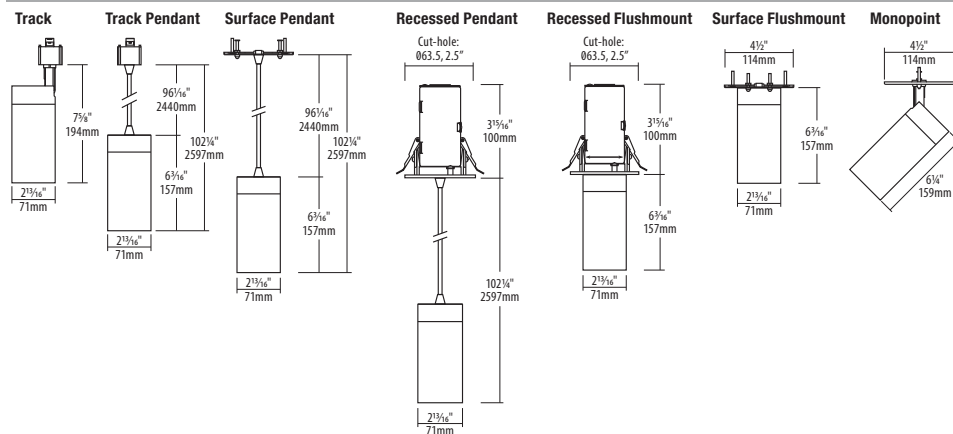 Track
7⅝"
194mm
2¹³⁄₁₆"
71mm
Track Pendant
96¹⁄₁₆"
2440mm
102¼"
2597mm
6³⁄₁₆"
157mm
2¹³⁄₁₆"
71mm
Surface Pendant
96¹⁄₁₆"
2440mm
102¼"
2597mm
6³⁄₁₆"
157mm
2¹³⁄₁₆"
71mm
Recessed Pendant
Cut-hole:
Ø63.5, 2.5”
3¹⁵⁄₁₆"
100mm
102¼"
2597mm
2¹³⁄₁₆"
71mm
Recessed Flushmount
Cut-hole:
Ø63.5, 2.5”
3¹⁵⁄₁₆"
100mm
6³⁄₁₆"
157mm
2¹³⁄₁₆"
71mm
Surface Flushmount
4½"
114mm
6³⁄₁₆"
157mm
2¹³⁄₁₆"
71mm
Monopoint
4½"
114mm
6¼"
159mm